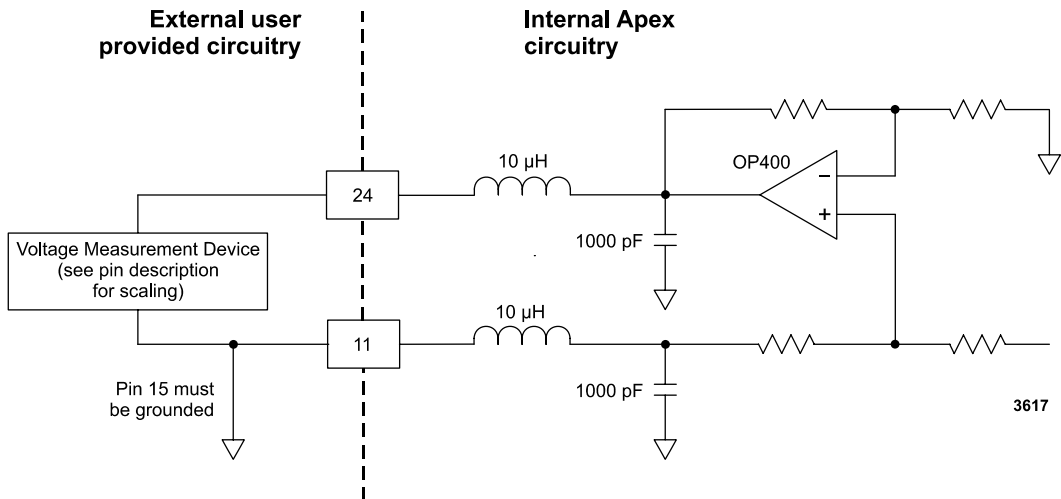 External user
provided circuitry
Internal Apex
circuitry
OP400
10 µH
24
−
+
1000 pF
Voltage Measurement Device
(see pin description
for scaling)
10 µH
11
Pin 15 must
be grounded
1000 pF
3617